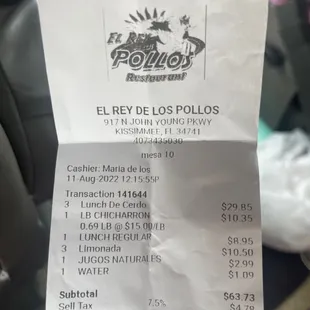 EL REY
POLLOS
Restaurant
EL REY DE LOS POLLOS
917 N JOHN YOUNG PKWY
KISSIMMEE, FL 34741
4073435030
mesa 10
Cashier: Maria de los
11-Aug-2022 12:15:55P
Transaction 141644
3 Lunch De Cerdo $29.85
1 LB CHICHARRON $10.35
0.69 LB @ $15.00/LB
1 LUNCH REGULAR $8.95
3 Limonada $10.50
1 JUGOS NATURALES $2.99
1 WATER $1.09
Subtotal $63.73
Sell Tax 7.5% $4.78